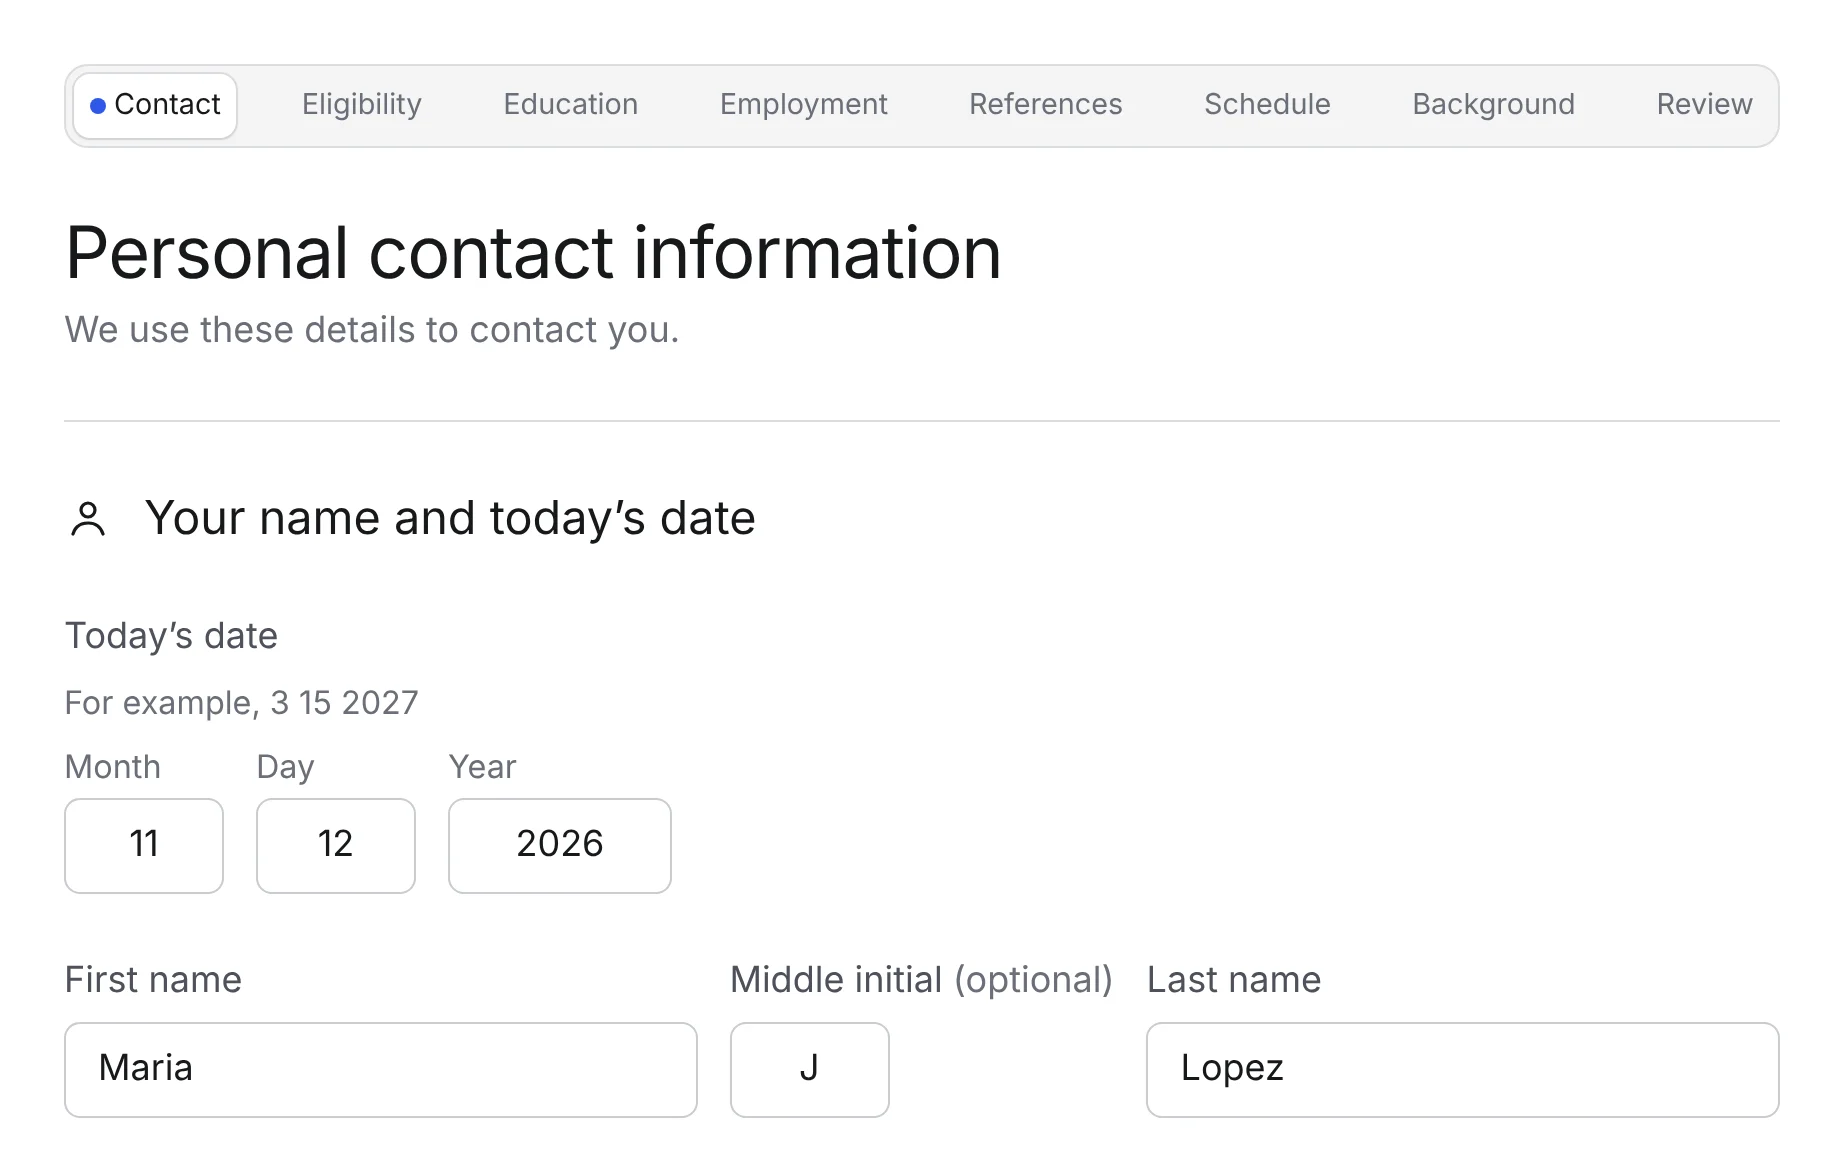 Contact Eligibility Education Employment References Schedule Background Review
Personal contact information
We use these details to contact you.
Your name and today’s date
Today’s date
For example, 3 15 2027
Month Day Year
11 12 2026
First name Middle initial (optional) Last name
Maria J Lopez